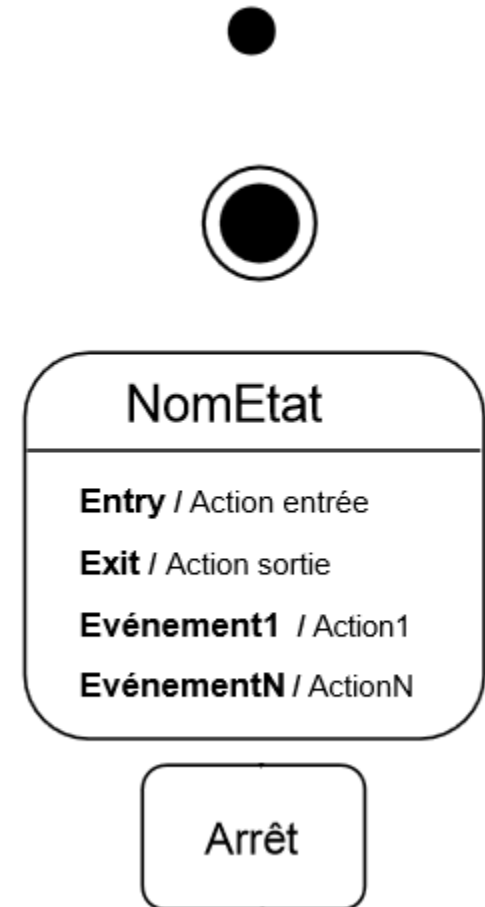 NomEtat
Entry / Action entrée
Exit / Action sortie
Evénement1 / Action1
EvénementN / ActionN
Arrêt